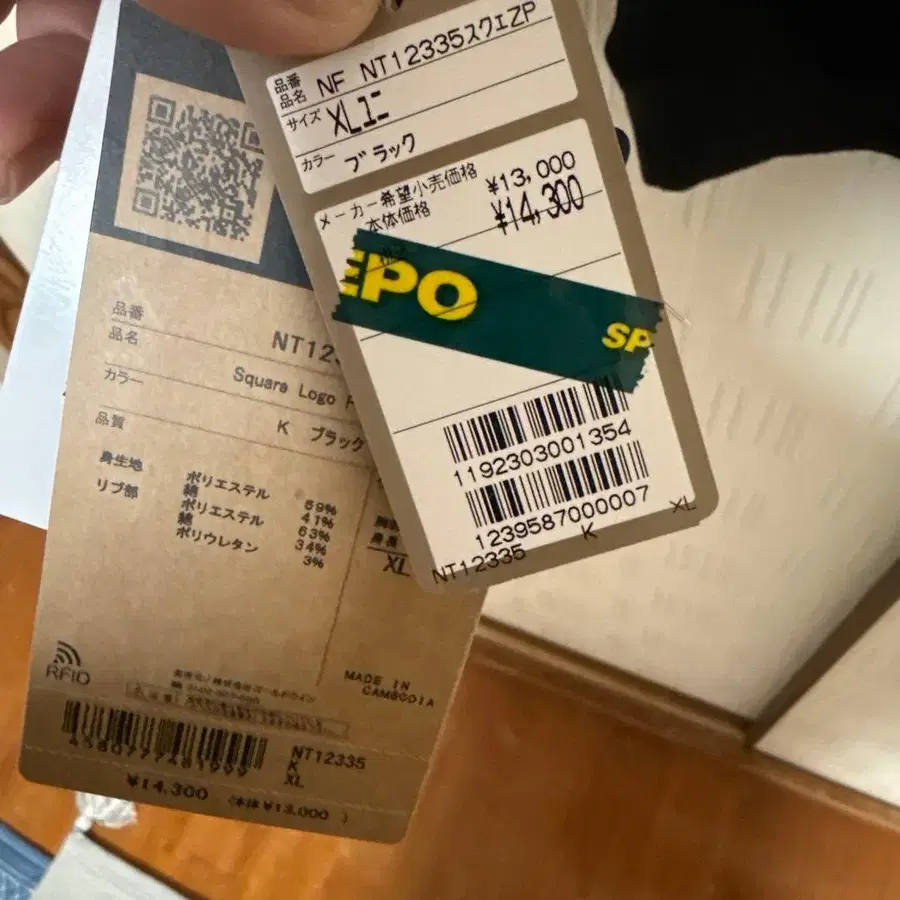 品番
品名 NF NT12335スクエZP
サイズ XLユニ
カラー ブラック
メーカー希望小売価格
本体価格
¥13,000
¥14,300
EPO
SP
1192303001354
1239587000007
NT12335 K XL
品番
品名 NT123
カラー Square Logo F
品質 K ブラック
身生地 ポリエステル 59%
綿 41%
リブ部 ポリエステル 63%
綿 34%
ポリウレタン 3%
身長
XL
RFID
MADE IN
CAMBODIA
NT12335
K
XL
¥14,300 (本体¥13,000 )